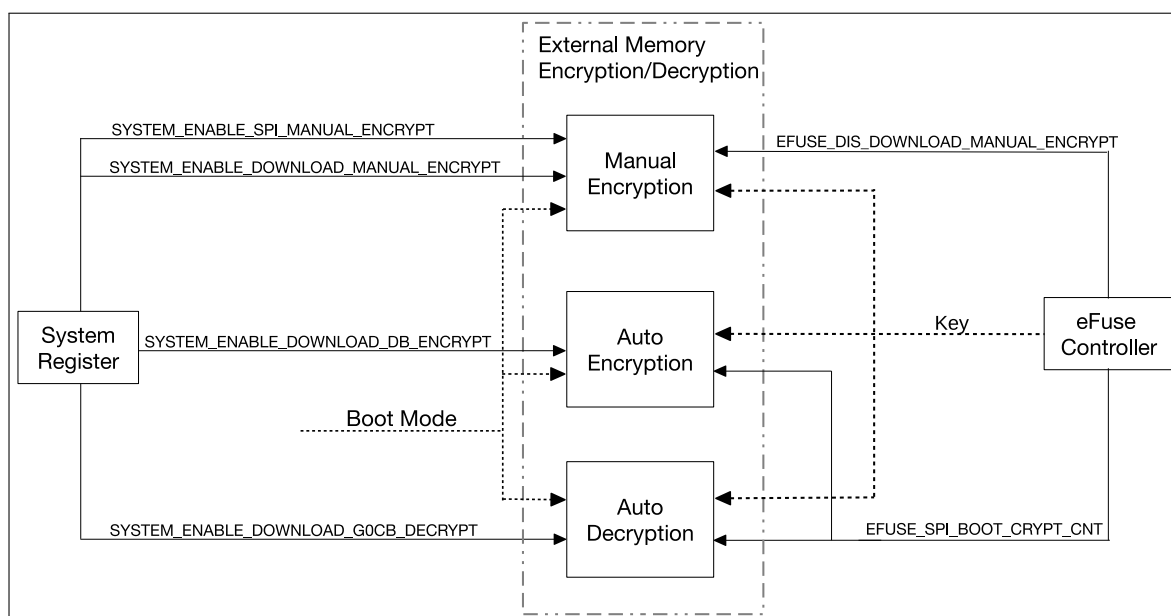 External Memory
Encryption/Decryption
SYSTEM_ENABLE_SPI_MANUAL_ENCRYPT
SYSTEM_ENABLE_DOWNLOAD_MANUAL_ENCRYPT
Manual
Encryption
EFUSE_DIS_DOWNLOAD_MANUAL_ENCRYPT
System
Register
SYSTEM_ENABLE_DOWNLOAD_DB_ENCRYPT
Auto
Encryption
Key
eFuse
Controller
Boot Mode
Auto
Decryption
SYSTEM_ENABLE_DOWNLOAD_G0CB_DECRYPT
EFUSE_SPI_BOOT_CRYPT_CNT